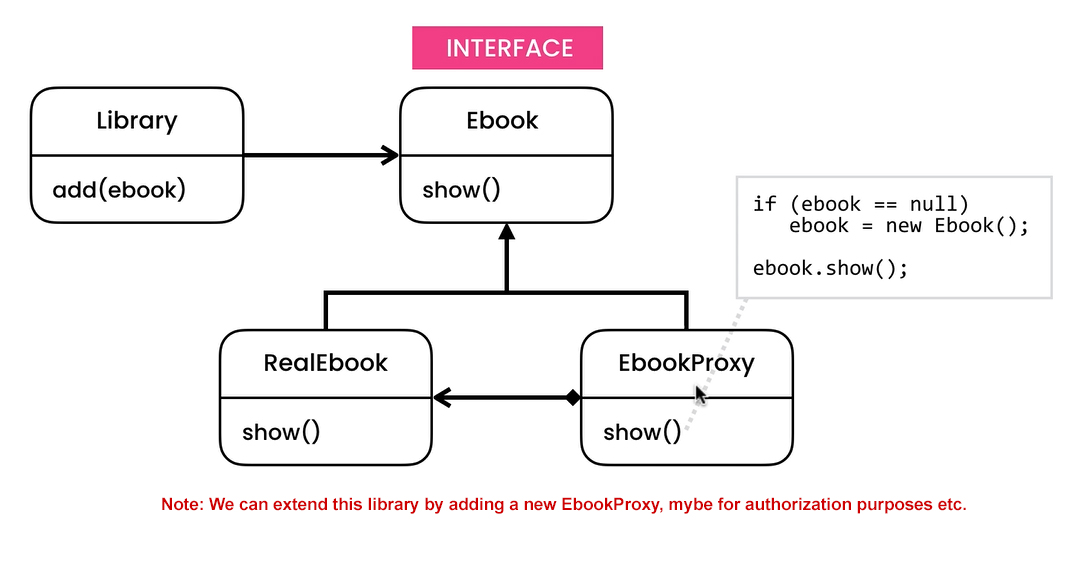 INTERFACE
Library
Ebook
add(ebook)
show()
if (ebook == null)
ebook = new Ebook();
ebook.show();
RealEbook
EbookProxy
show()
show()
Note: We can extend this library by adding a new EbookProxy, mybe for authorization purposes etc.